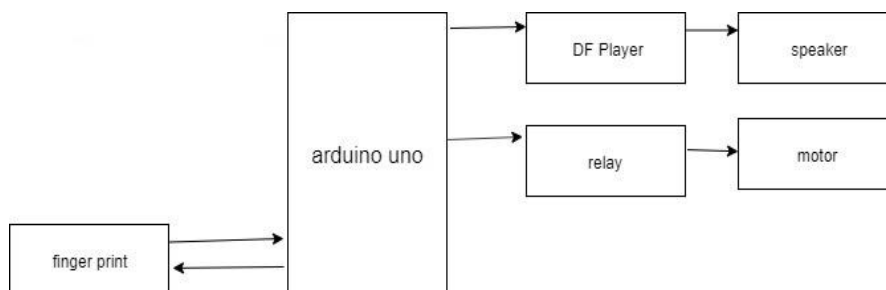 DF Player
speaker
arduino uno
relay
motor
finger print